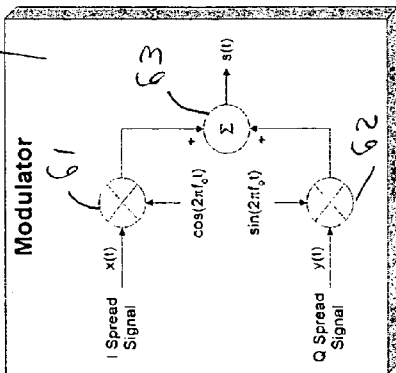 Modulator
61
63
62
I Spread
Signal
x(t)
cos(2πf₀t)
+
Σ
s(t)
sin(2πf₀t)
+
Q Spread
Signal
y(t)